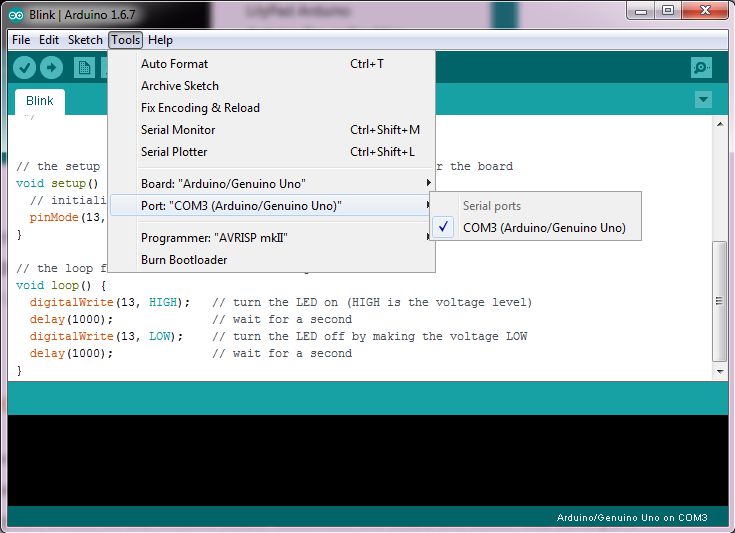 LilyPad Arduino
Blink | Arduino 1.6.7
File Edit Sketch Tools Help
Auto Format Ctrl+T
Archive Sketch
Fix Encoding & Reload
Serial Monitor Ctrl+Shift+M
Serial Plotter Ctrl+Shift+L
Board: "Arduino/Genuino Uno"
Port: "COM3 (Arduino/Genuino Uno)"
Programmer: "AVRISP mkII"
Burn Bootloader
Serial ports
COM3 (Arduino/Genuino Uno)
Blink
*/
// the setup r the board
void setup()
// initiali
pinMode(13,
}
// the loop f
void loop() {
digitalWrite(13, HIGH); // turn the LED on (HIGH is the voltage level)
delay(1000); // wait for a second
digitalWrite(13, LOW); // turn the LED off by making the voltage LOW
delay(1000); // wait for a second
}
Arduino/Genuino Uno on COM3